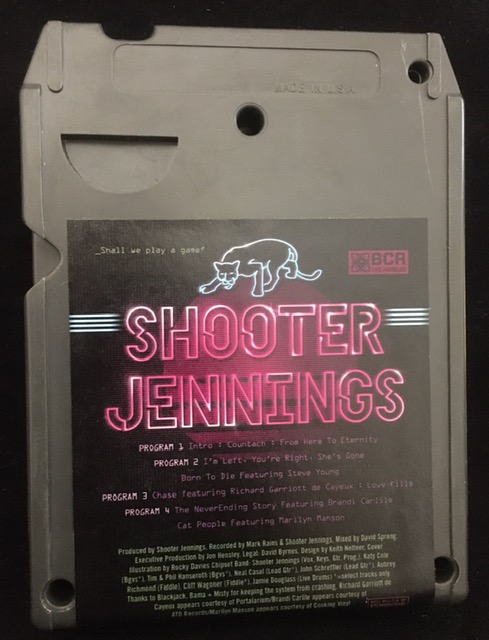 MADE IN U.S.A.
_Shall we play a game?
BCR
LOS ANGELES
SHOOTER
JENNINGS
PROGRAM 1 Intro : Countach : From Here To Eternity
PROGRAM 2 I'm Left, You're Right, She's Gone
Born To Die Featuring Steve Young
PROGRAM 3 Chase featuring Richard Garriott de Cayeux : Love Kills
PROGRAM 4 The NeverEnding Story Featuring Brandi Carlile
Cat People Featuring Marilyn Manson
Produced by Shooter Jennings, Recorded by Mark Rains & Shooter Jennings, Mixed by David Spreng.
Executive Production by Jon Hensley. Legal: David Byrnes. Design by Keith Neltner, Cover
Illustration by Rocky Davies Chipset Band: Shooter Jennings (Vox, Keys, Gtr, Prog.), Katy Cole
(Bgvs*), Tim & Phil Hanseroth (Bgvs*), Neal Casal (Lead Gtr*), John Schreffler (Lead Gtr*), Aubrey
Richmond (Fiddle), Cliff Wagoner (Fiddle*), Jamie Douglass (Live Drums) *=select tracks only
Thanks to Blackjack, Bama + Misty for keeping the system from crashing. Richard Garriott de
Cayeux appears courtesy of Portalarium/Brandi Carlile appears courtesy of
ATO Records/Marilyn Manson appears courtesy of Cooking Vinyl